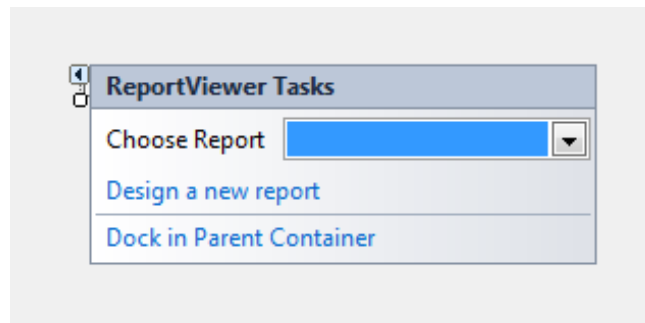 ReportViewer Tasks
Choose Report
Design a new report
Dock in Parent Container